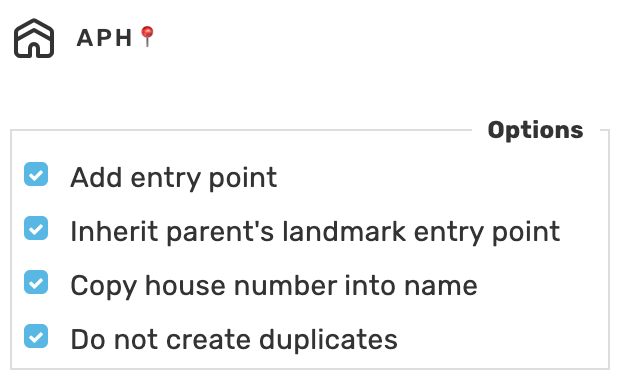 APH📍
Options
Add entry point
Inherit parent's landmark entry point
Copy house number into name
Do not create duplicates